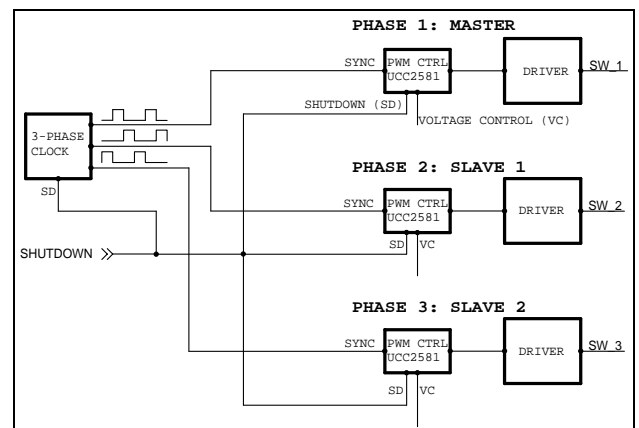 PHASE 1: MASTER
SYNC
PWM CTRL
UCC2581
DRIVER
SW_1
SHUTDOWN (SD)
VOLTAGE CONTROL (VC)
3-PHASE
CLOCK
SD
SHUTDOWN
PHASE 2: SLAVE 1
SYNC
PWM CTRL
UCC2581
DRIVER
SW_2
SD
VC
PHASE 3: SLAVE 2
SYNC
PWM CTRL
UCC2581
DRIVER
SW_3
SD
VC